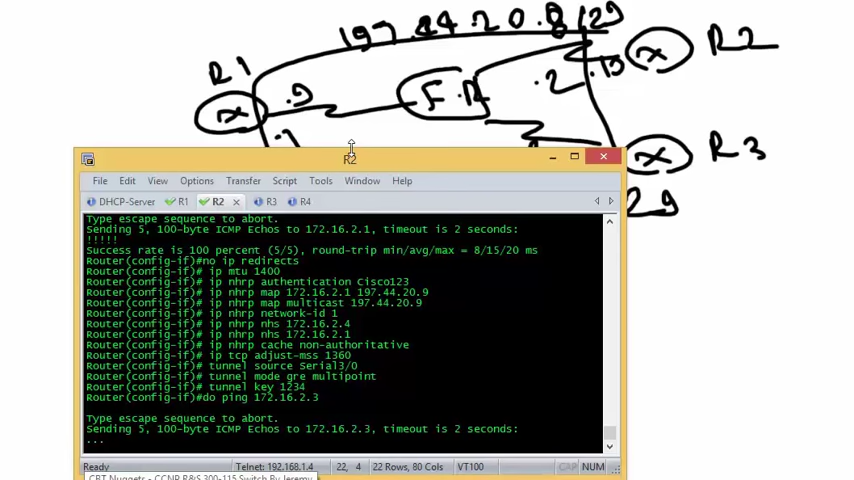 197.44.20.8/29
R2
R1
.9
F.R
.2
.10
R3
29
R2
File Edit View Options Transfer Script Tools Window Help
DHCP-Server R1 R2 R3 R4
Type escape sequence to abort.
Sending 5, 100-byte ICMP Echos to 172.16.2.1, timeout is 2 seconds:
!!!!!
Success rate is 100 percent (5/5), round-trip min/avg/max = 8/15/20 ms
Router(config-if)#no ip redirects
Router(config-if)# ip mtu 1400
Router(config-if)# ip nhrp authentication Cisco123
Router(config-if)# ip nhrp map 172.16.2.1 197.44.20.9
Router(config-if)# ip nhrp map multicast 197.44.20.9
Router(config-if)# ip nhrp network-id 1
Router(config-if)# ip nhrp nhs 172.16.2.4
Router(config-if)# ip nhrp nhs 172.16.2.1
Router(config-if)# ip nhrp cache non-authoritative
Router(config-if)# ip tcp adjust-mss 1360
Router(config-if)# tunnel source Serial3/0
Router(config-if)# tunnel mode gre multipoint
Router(config-if)# tunnel key 1234
Router(config-if)#do ping 172.16.2.3
Type escape sequence to abort.
Sending 5, 100-byte ICMP Echos to 172.16.2.3, timeout is 2 seconds:
...
Ready Telnet: 192.168.1.4 22, 4 22 Rows, 80 Cols VT100 CAP NUM
CBT Nuggets - CCNP R&S 300-115 Switch By Jeremy